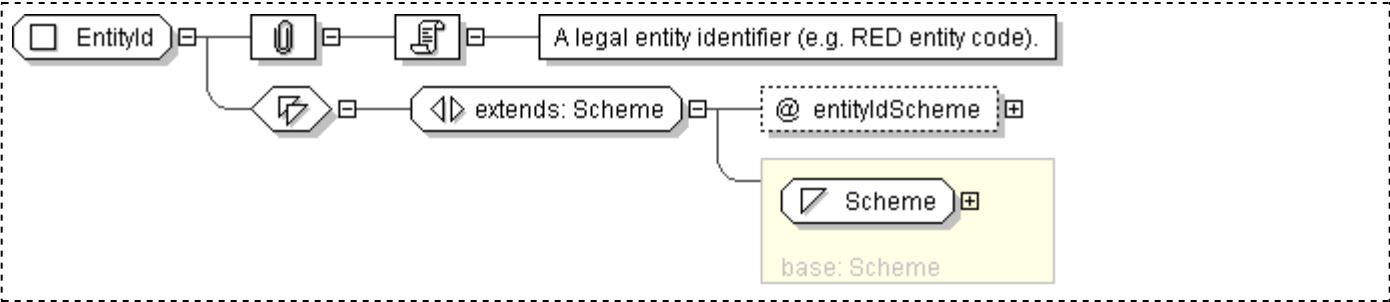 EntityId
A legal entity identifier (e.g. RED entity code).
extends: Scheme
@ entityIdScheme
Scheme
base: Scheme